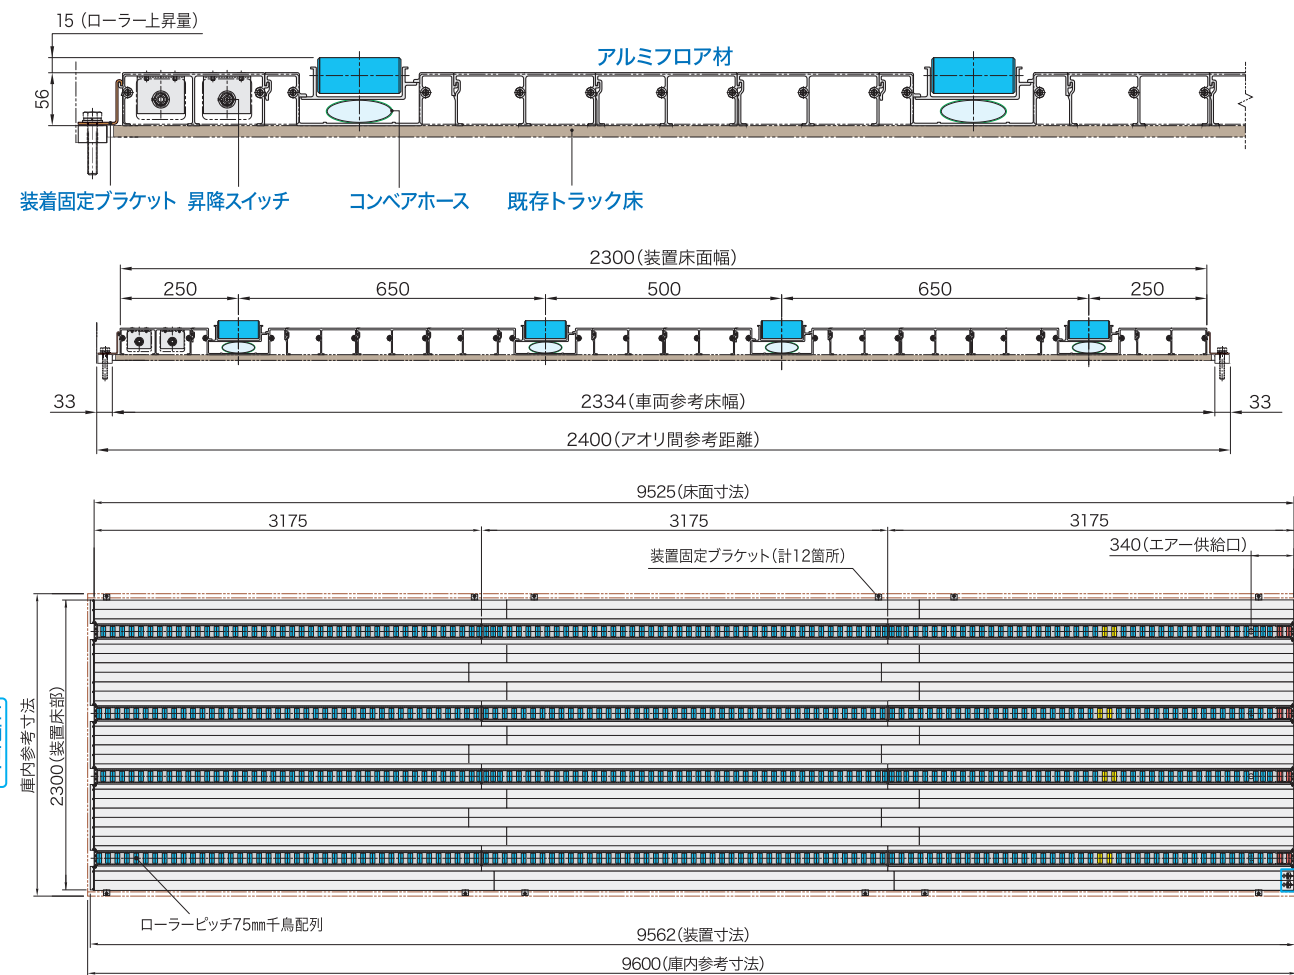 15（ローラー上昇量）
アルミフロア材
56
装着固定ブラケット 昇降スイッチ コンベアホース 既存トラック床
2300（装置床面幅）
250 650 500 650 250
33 2334（車両参考床幅） 33
2400（アオリ間参考距離）
9525（床面寸法）
3175 3175 3175
装置固定ブラケット（計12箇所）
340（エアー供給口）
庫内参考寸法
2300（装置床部）
ローラーピッチ75㎜千鳥配列
9562（装置寸法）
9600（庫内参考寸法）